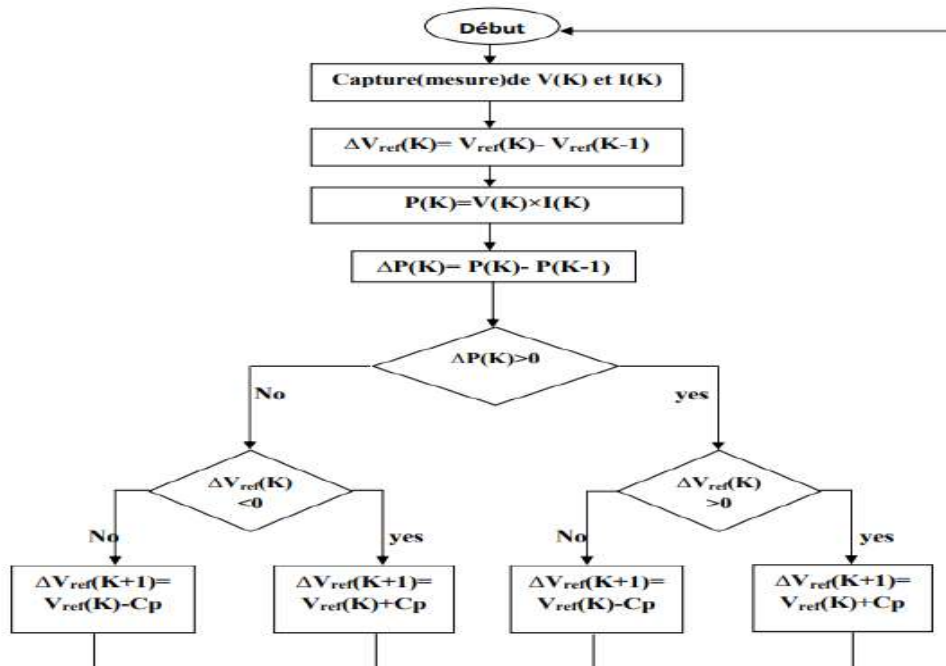 Début
Capture(mesure)de V(K) et I(K)
ΔVref(K)= Vref(K)- Vref(K-1)
P(K)=V(K)×I(K)
ΔP(K)= P(K)- P(K-1)
ΔP(K)>0
No
yes
ΔVref(K)
<0
ΔVref(K)
>0
No
yes
No
yes
ΔVref(K+1)=
Vref(K)-Cp
ΔVref(K+1)=
Vref(K)+Cp
ΔVref(K+1)=
Vref(K)-Cp
ΔVref(K+1)=
Vref(K)+Cp